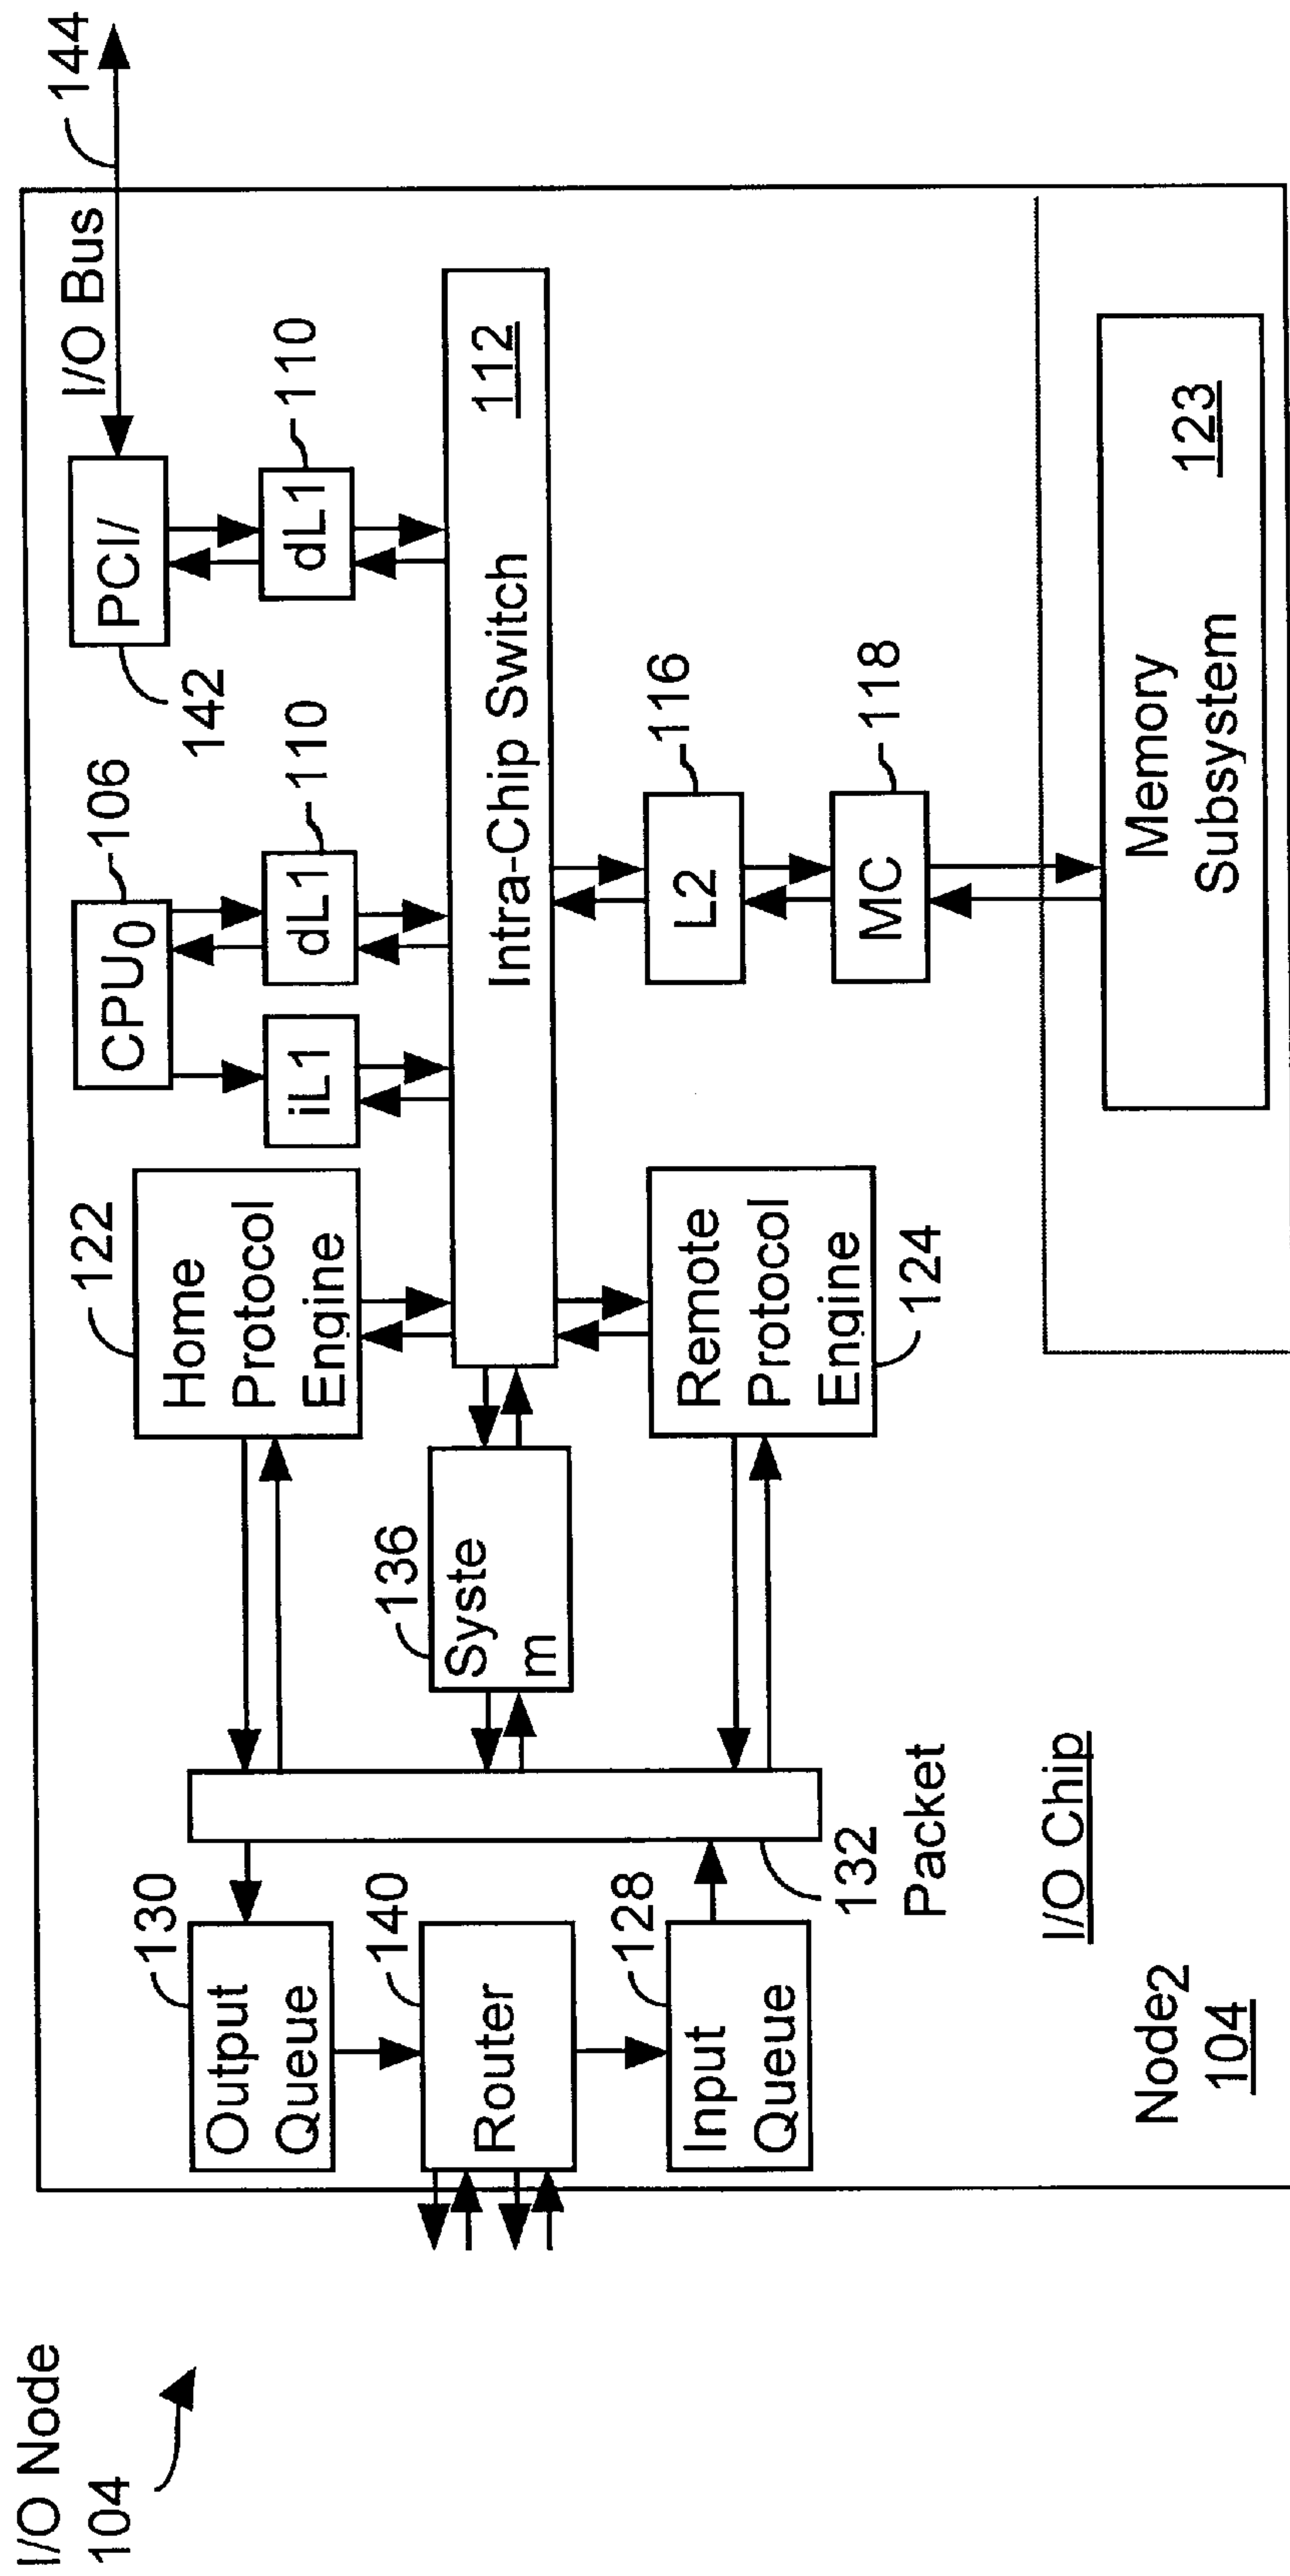 I/O Node
104
I/O Bus
144
Output
Queue
130
Router
140
Input
Queue
128
132
Packet
Syste
m
136
Home
Protocol
Engine
122
Remote
Protocol
Engine
124
CPU0
106
iL1
dL1
110
PCI/
142
dL1
110
Intra-Chip Switch
112
L2
116
MC
118
Memory
Subsystem
123
I/O Chip
Node2
104